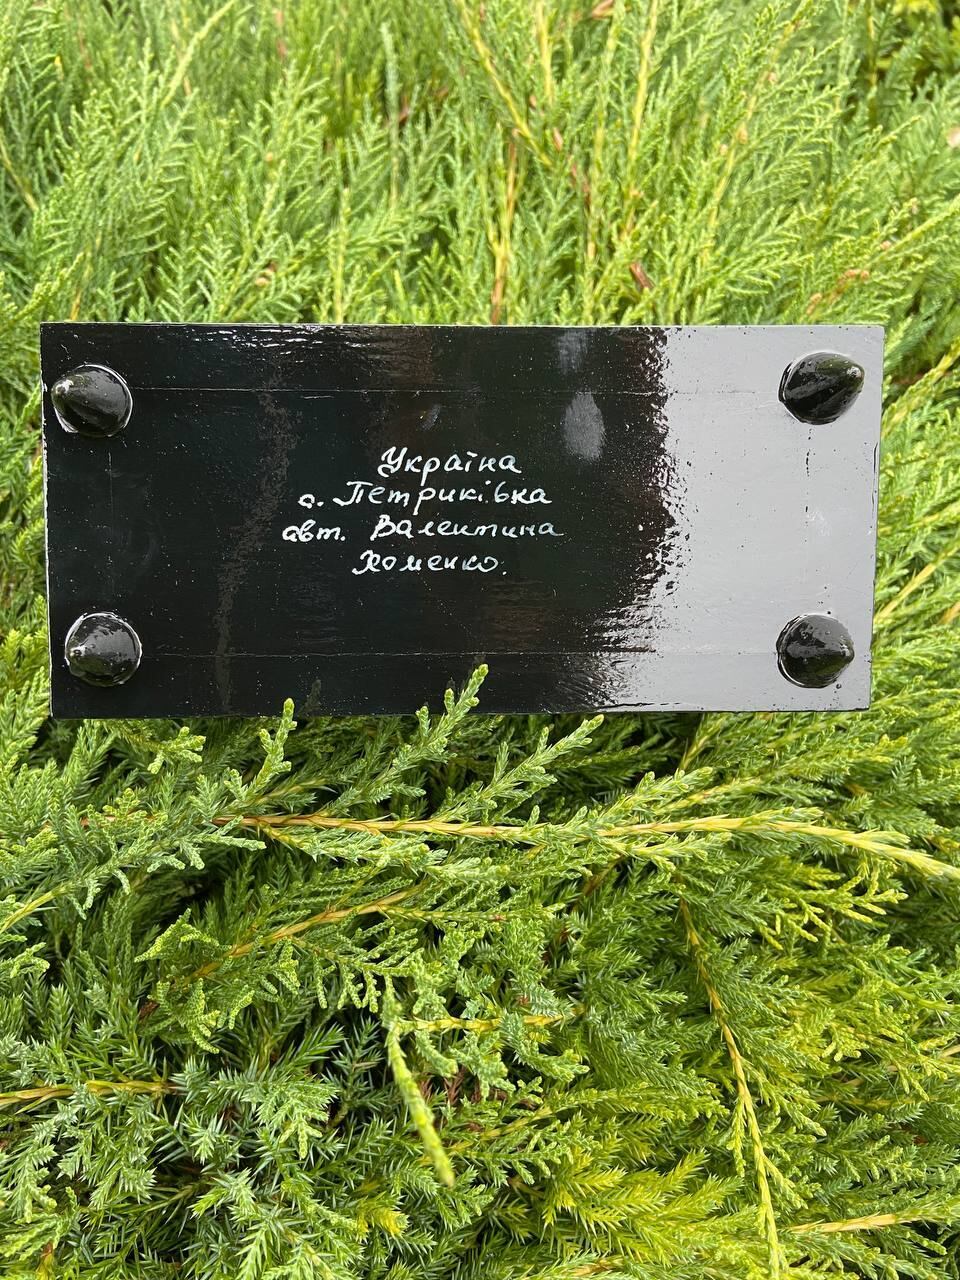 Україна
с. Петриківка
авт. Валентина
Хоменко.